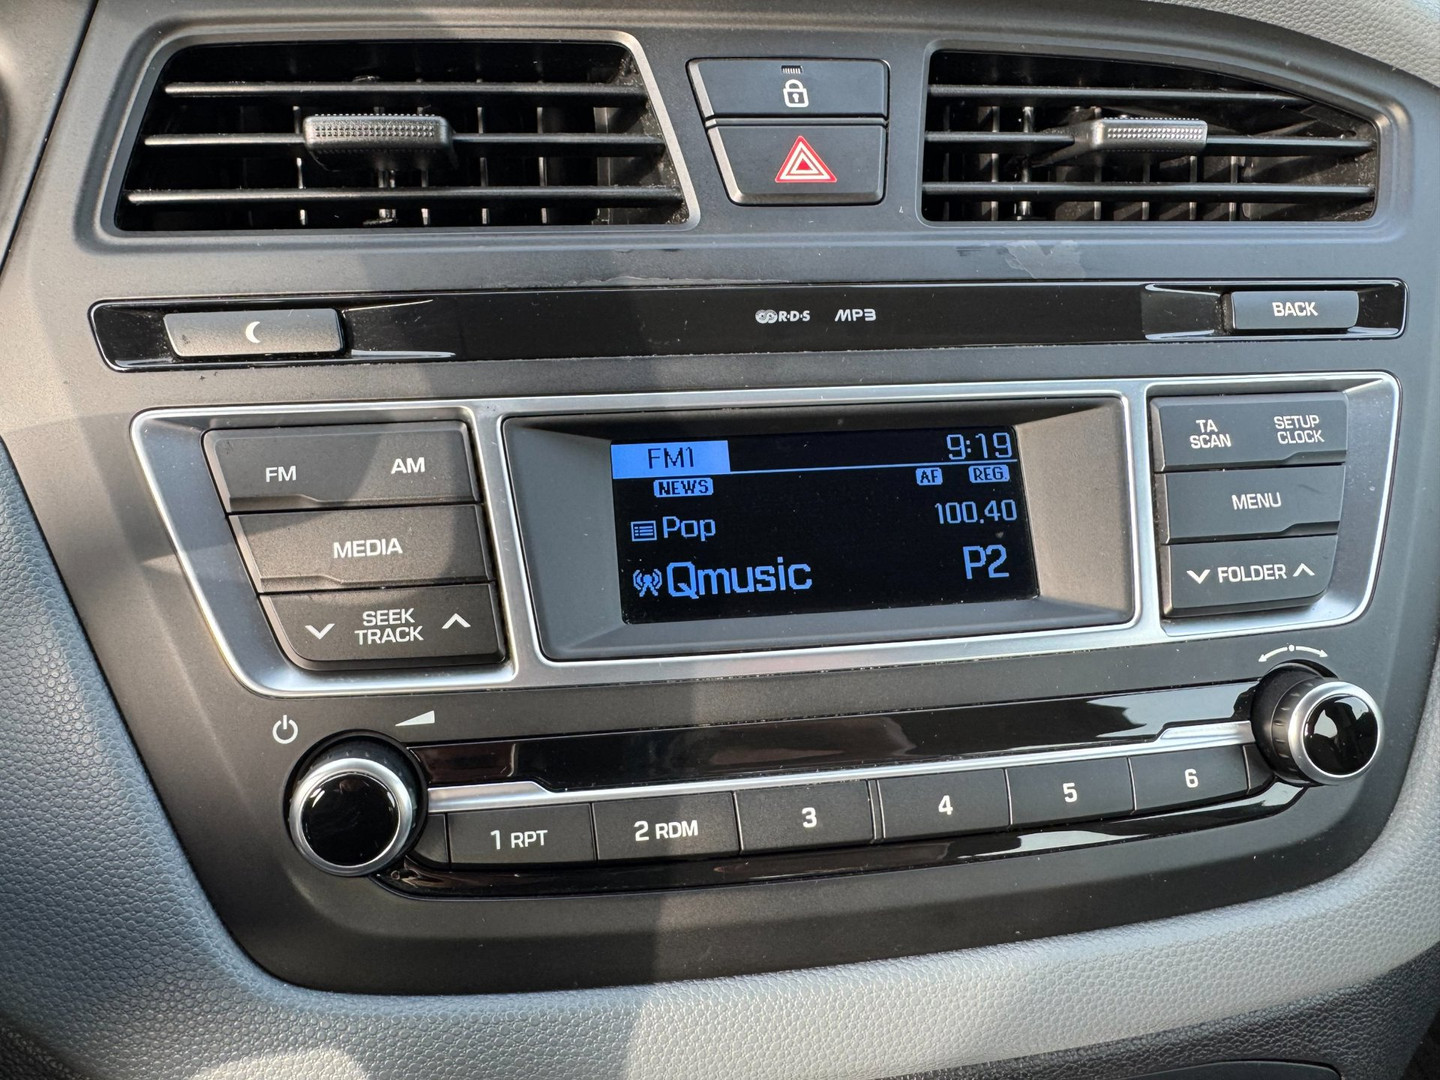 RDS MP3
BACK
FM AM
MEDIA
SEEK
TRACK
FM1 9:19
NEWS AF REG.
Pop 100.40
Qmusic P2
TA
SCAN
SETUP
CLOCK
MENU
FOLDER
1 RPT 2 RDM 3 4 5 6